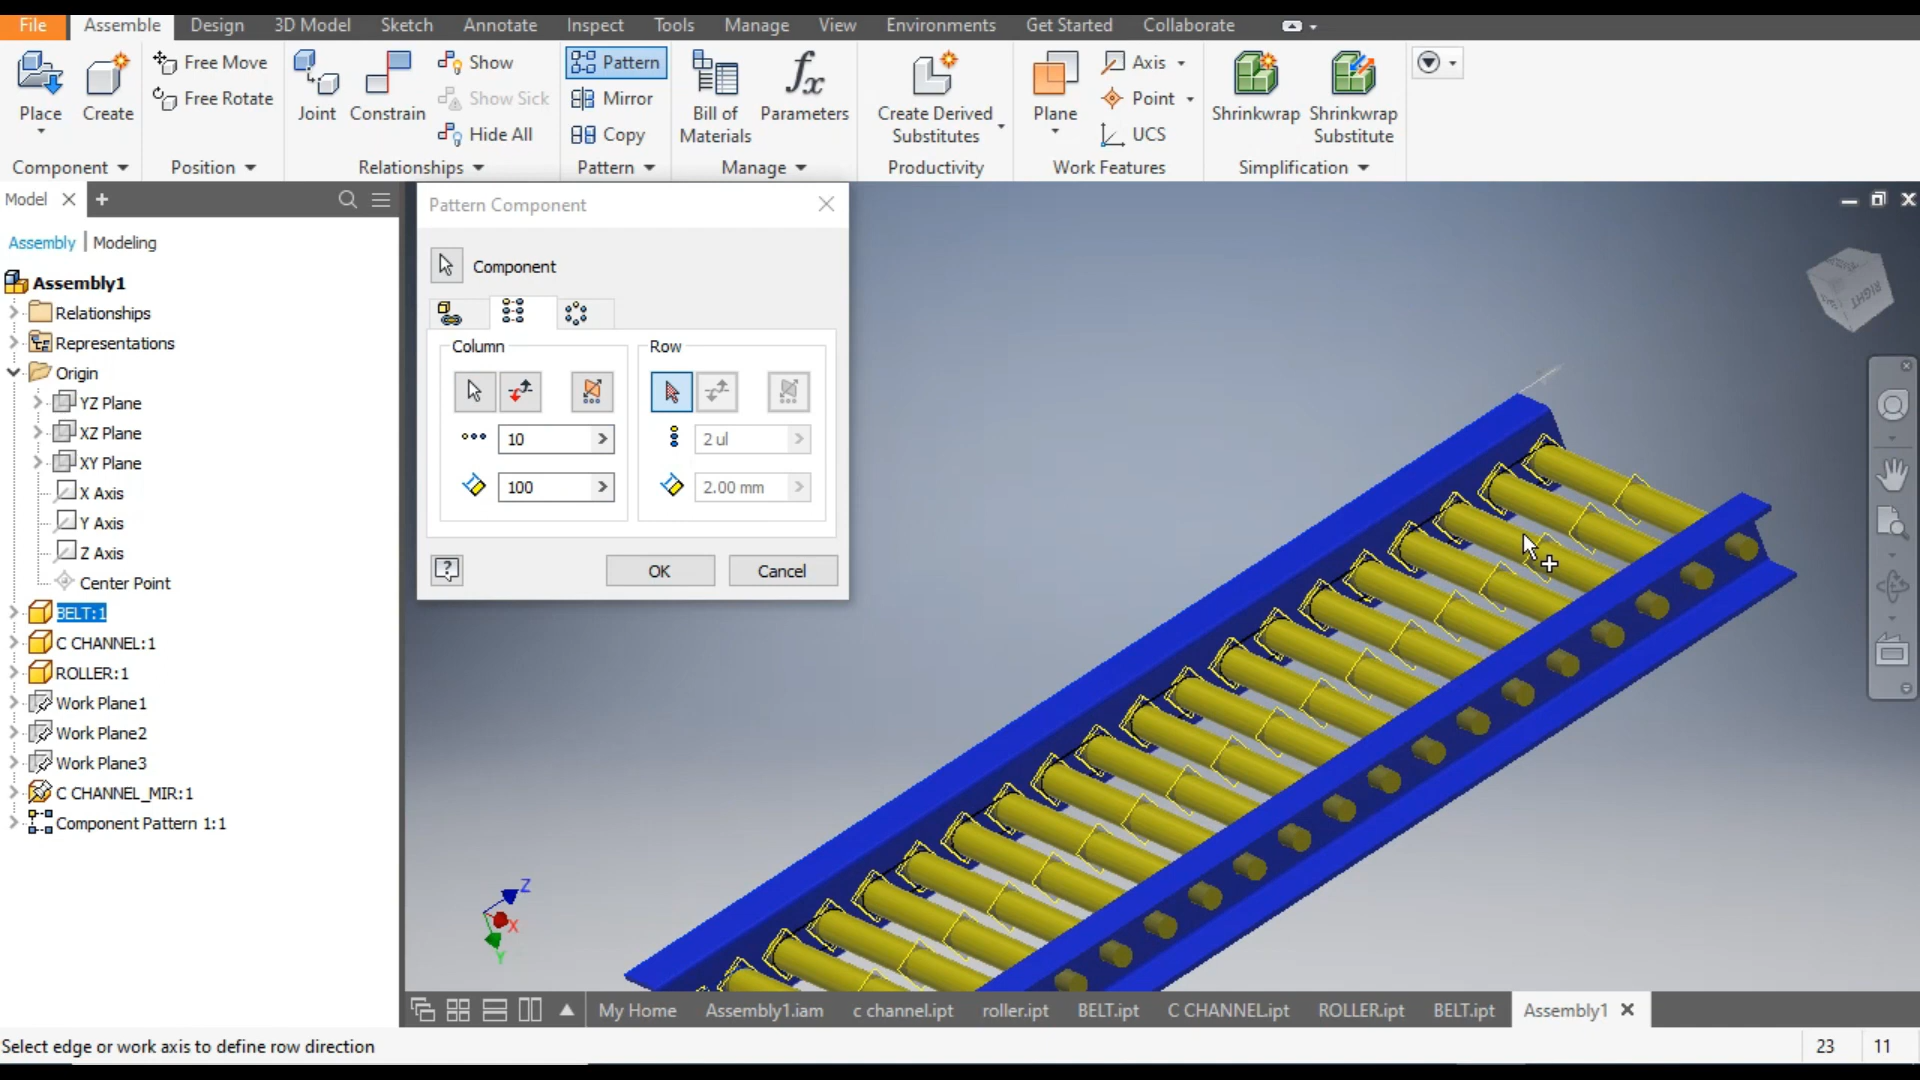 File Assemble Design 3D Model Sketch Annotate Inspect Tools Manage View Environments Get Started Collaborate
Place
Create
Free Move
Free Rotate
Joint
Constrain
Show
Show Sick
Hide All
Pattern
Mirror
Copy
Bill of
Materials
Parameters
Create Derived
Substitutes
Plane
Axis
Point
UCS
Shrinkwrap
Shrinkwrap
Substitute
Component Position Relationships Pattern Manage Productivity Work Features Simplification
Model
Assembly | Modeling
Assembly1
Relationships
Representations
Origin
YZ Plane
XZ Plane
XY Plane
X Axis
Y Axis
Z Axis
Center Point
BELT:1
C CHANNEL:1
ROLLER:1
Work Plane1
Work Plane2
Work Plane3
C CHANNEL_MIR:1
Component Pattern 1:1
Pattern Component
Component
Column
Row
10
2 ul
100
2.00 mm
OK
Cancel
RIGHT
Z
X
Y
My Home Assembly1.iam c channel.ipt roller.ipt BELT.ipt C CHANNEL.ipt ROLLER.ipt BELT.ipt Assembly1
Select edge or work axis to define row direction
23 11